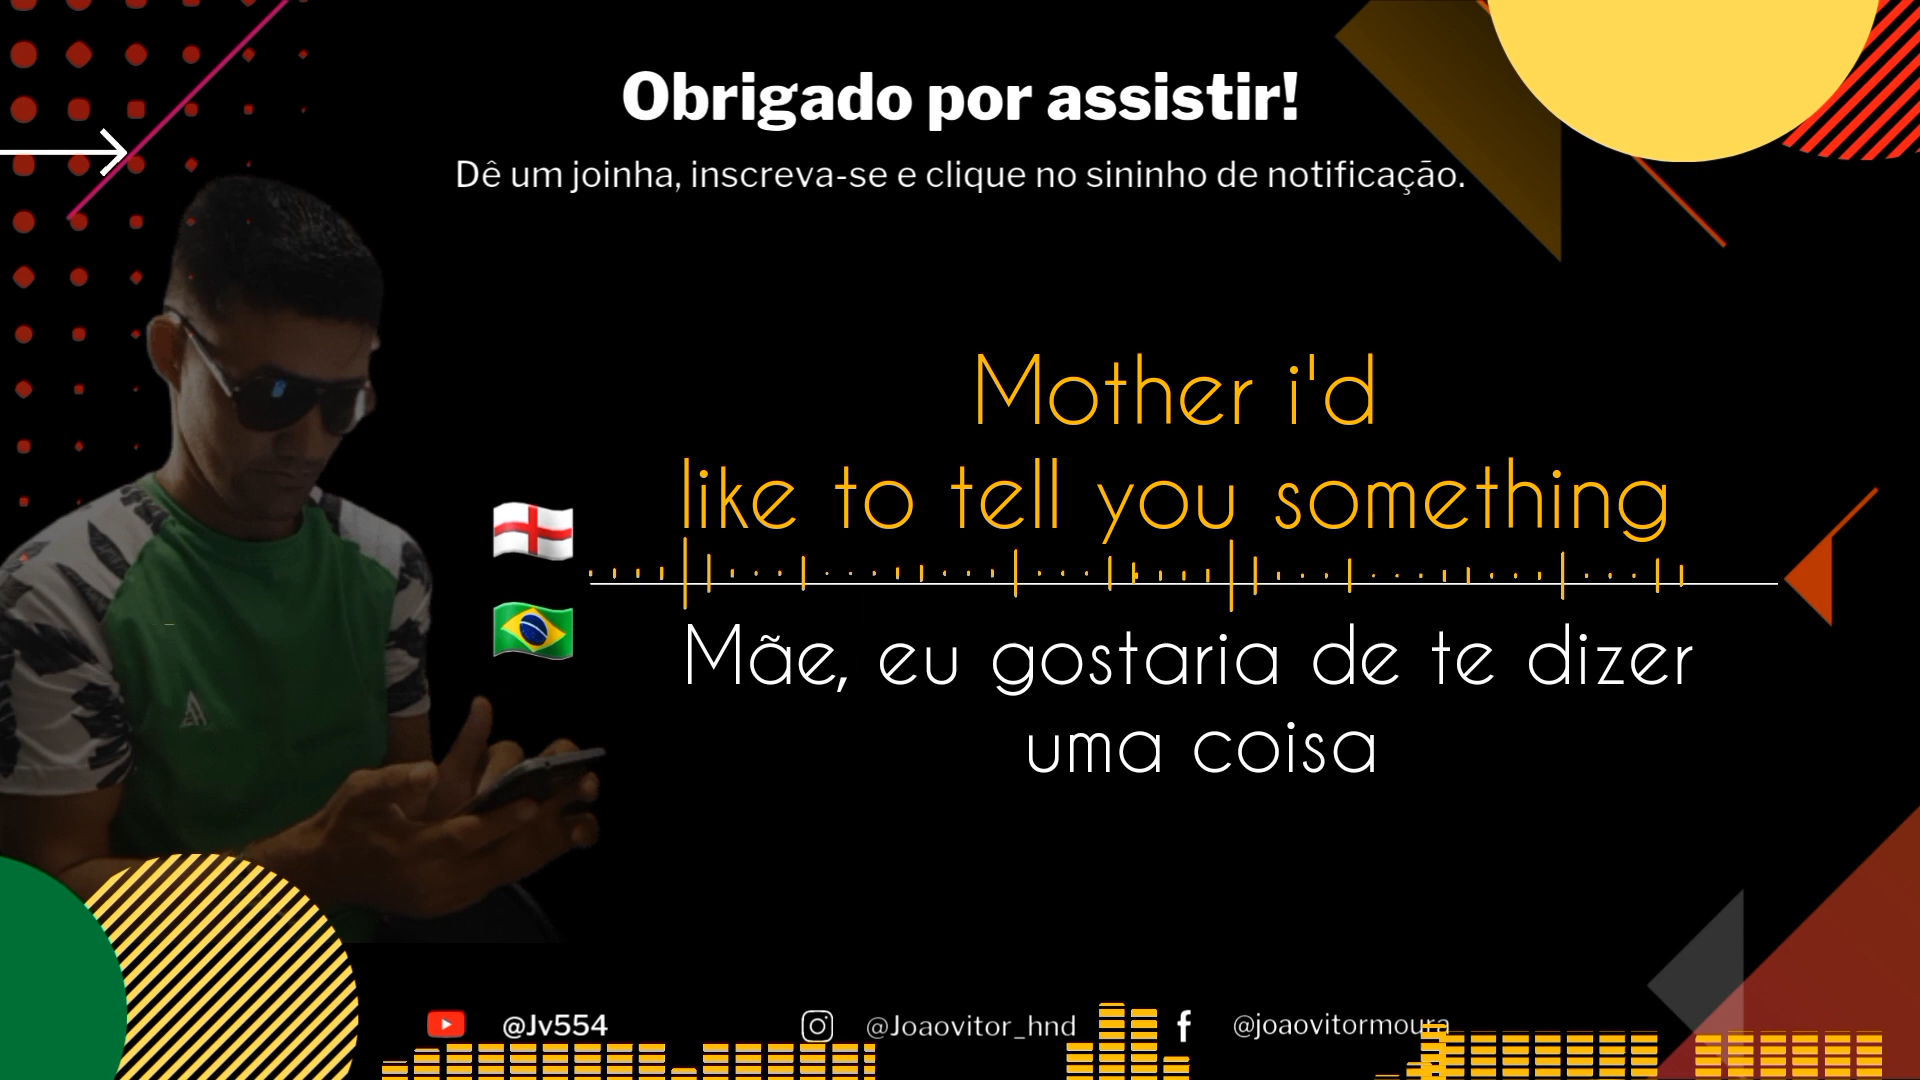 Obrigado por assistir!
Dê um joinha, inscreva-se e clique no sininho de notificação.
Mother i'd
like to tell you something
Mãe, eu gostaria de te dizer
uma coisa
@Jv554
@Joaovitor_hnd
@joaovitormoura